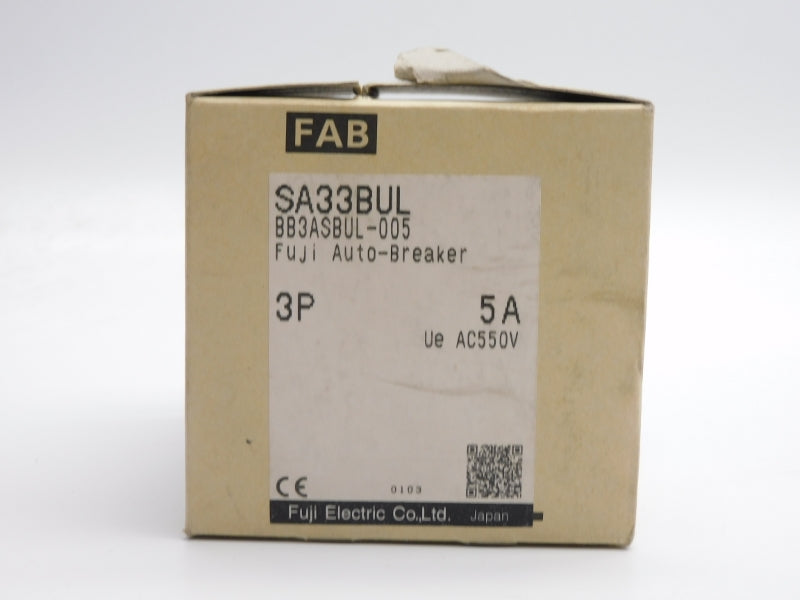 FAB
SA33BUL
BB3ASBUL-005
Fuji Auto-Breaker
3P 5A
Ue AC550V
CE 0103
Fuji Electric Co.,Ltd. Japan